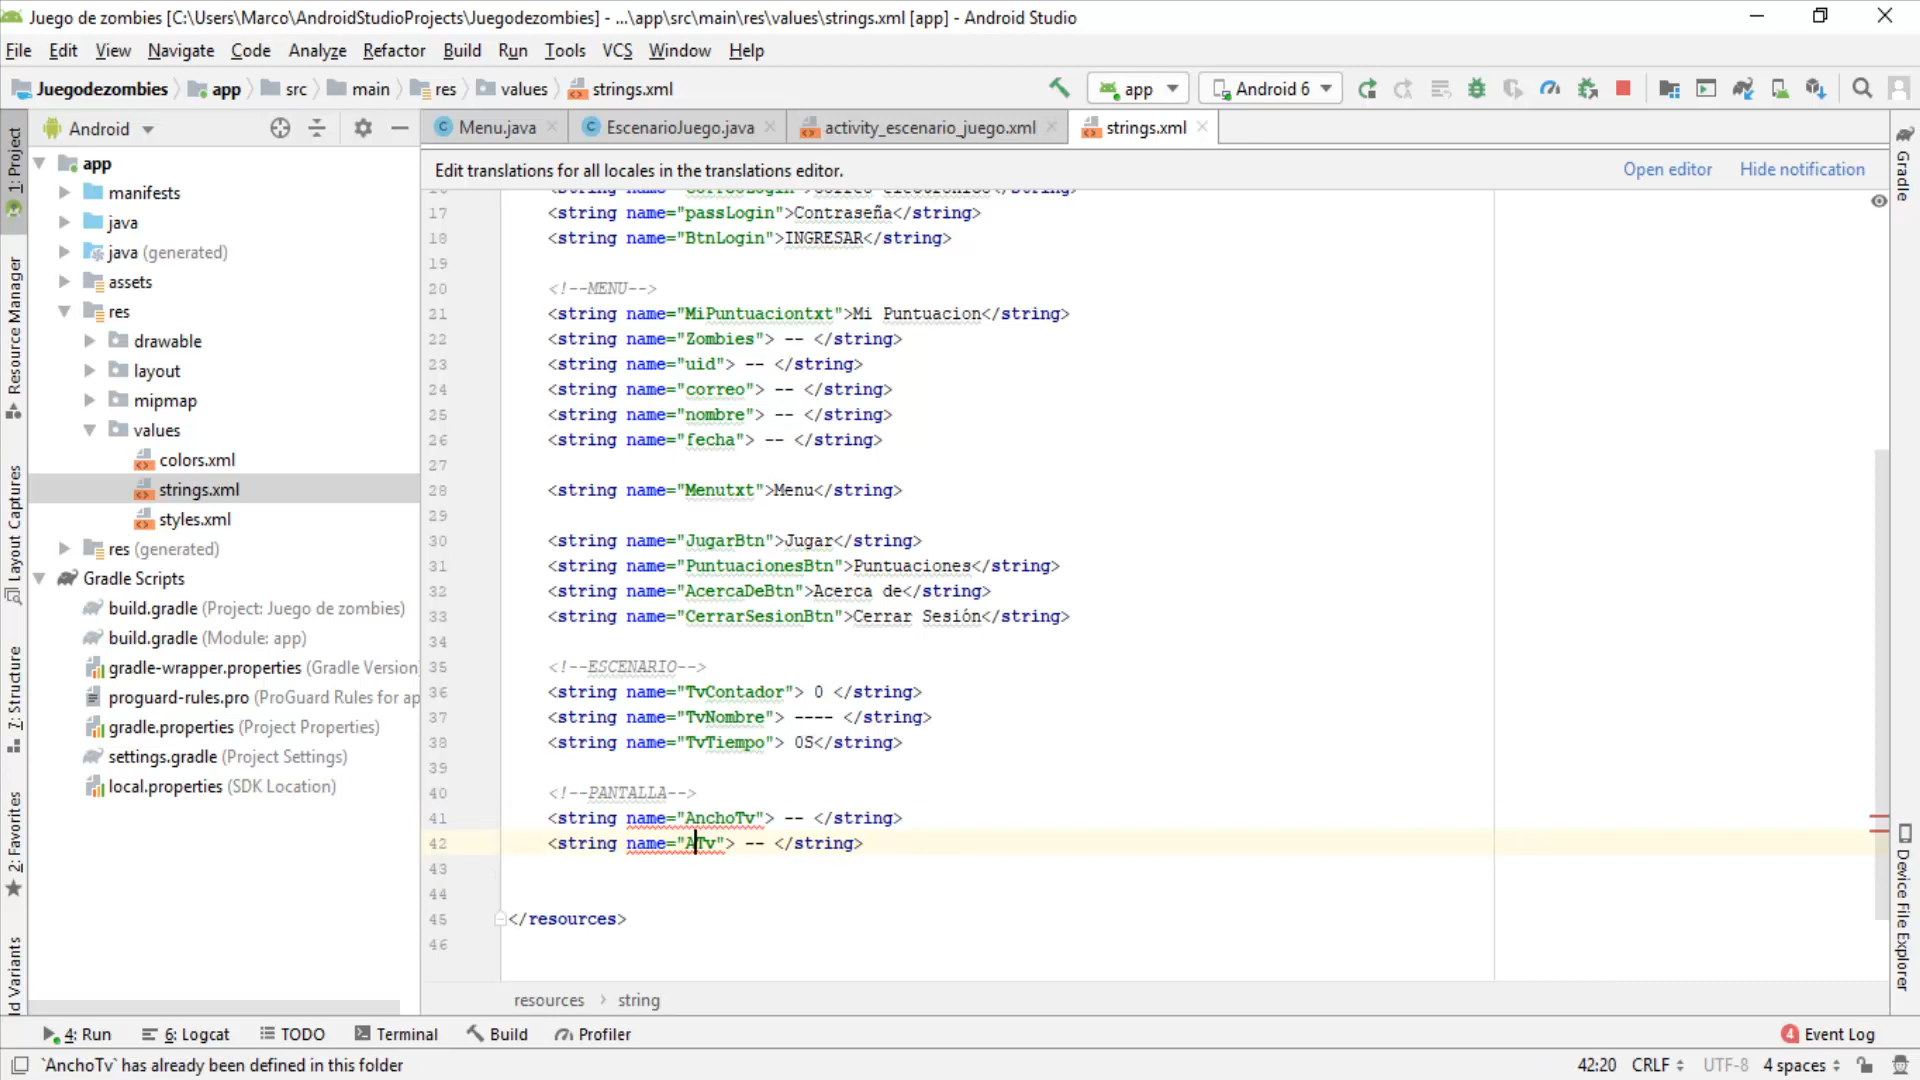 Juego de zombies [C:\Users\Marco\AndroidStudioProjects\Juegodezombies] - ...\app\src\main\res\values\strings.xml [app] - Android Studio
File Edit View Navigate Code Analyze Refactor Build Run Tools VCS Window Help
Juegodezombies app src main res values strings.xml app Android 6
Android Menu.java EscenarioJuego.java activity_escenario_juego.xml strings.xml
Edit translations for all locales in the translations editor. Open editor Hide notification
1: Project
Resource Manager
Layout Captures
7: Structure
2: Favorites
ld Variants
app
manifests
java
java (generated)
assets
res
drawable
layout
mipmap
values
colors.xml
strings.xml
styles.xml
res (generated)
Gradle Scripts
build.gradle (Project: Juego de zombies)
build.gradle (Module: app)
gradle-wrapper.properties (Gradle Version
proguard-rules.pro (ProGuard Rules for ap
gradle.properties (Project Properties)
settings.gradle (Project Settings)
local.properties (SDK Location)
17 <string name="passLogin">Contraseña</string>
18 <string name="BtnLogin">INGRESAR</string>
19
20 <!--MENU-->
21 <string name="MiPuntuaciontxt">Mi Puntuacion</string>
22 <string name="Zombies"> -- </string>
23 <string name="uid"> -- </string>
24 <string name="correo"> -- </string>
25 <string name="nombre"> -- </string>
26 <string name="fecha"> -- </string>
27
28 <string name="Menutxt">Menu</string>
29
30 <string name="JugarBtn">Jugar</string>
31 <string name="PuntuacionesBtn">Puntuaciones</string>
32 <string name="AcercaDeBtn">Acerca de</string>
33 <string name="CerrarSesionBtn">Cerrar Sesión</string>
34
35 <!--ESCENARIO-->
36 <string name="TvContador"> 0 </string>
37 <string name="TvNombre"> ---- </string>
38 <string name="TvTiempo"> 0S</string>
39
40 <!--PANTALLA-->
41 <string name="AnchoTv"> -- </string>
42 <string name="ATv"> -- </string>
43
44
45 </resources>
46
resources › string
Gradle
Device File Explorer
4: Run 6: Logcat TODO Terminal Build Profiler 4 Event Log
`AnchoTv` has already been defined in this folder 42:20 CRLF UTF-8 4 spaces